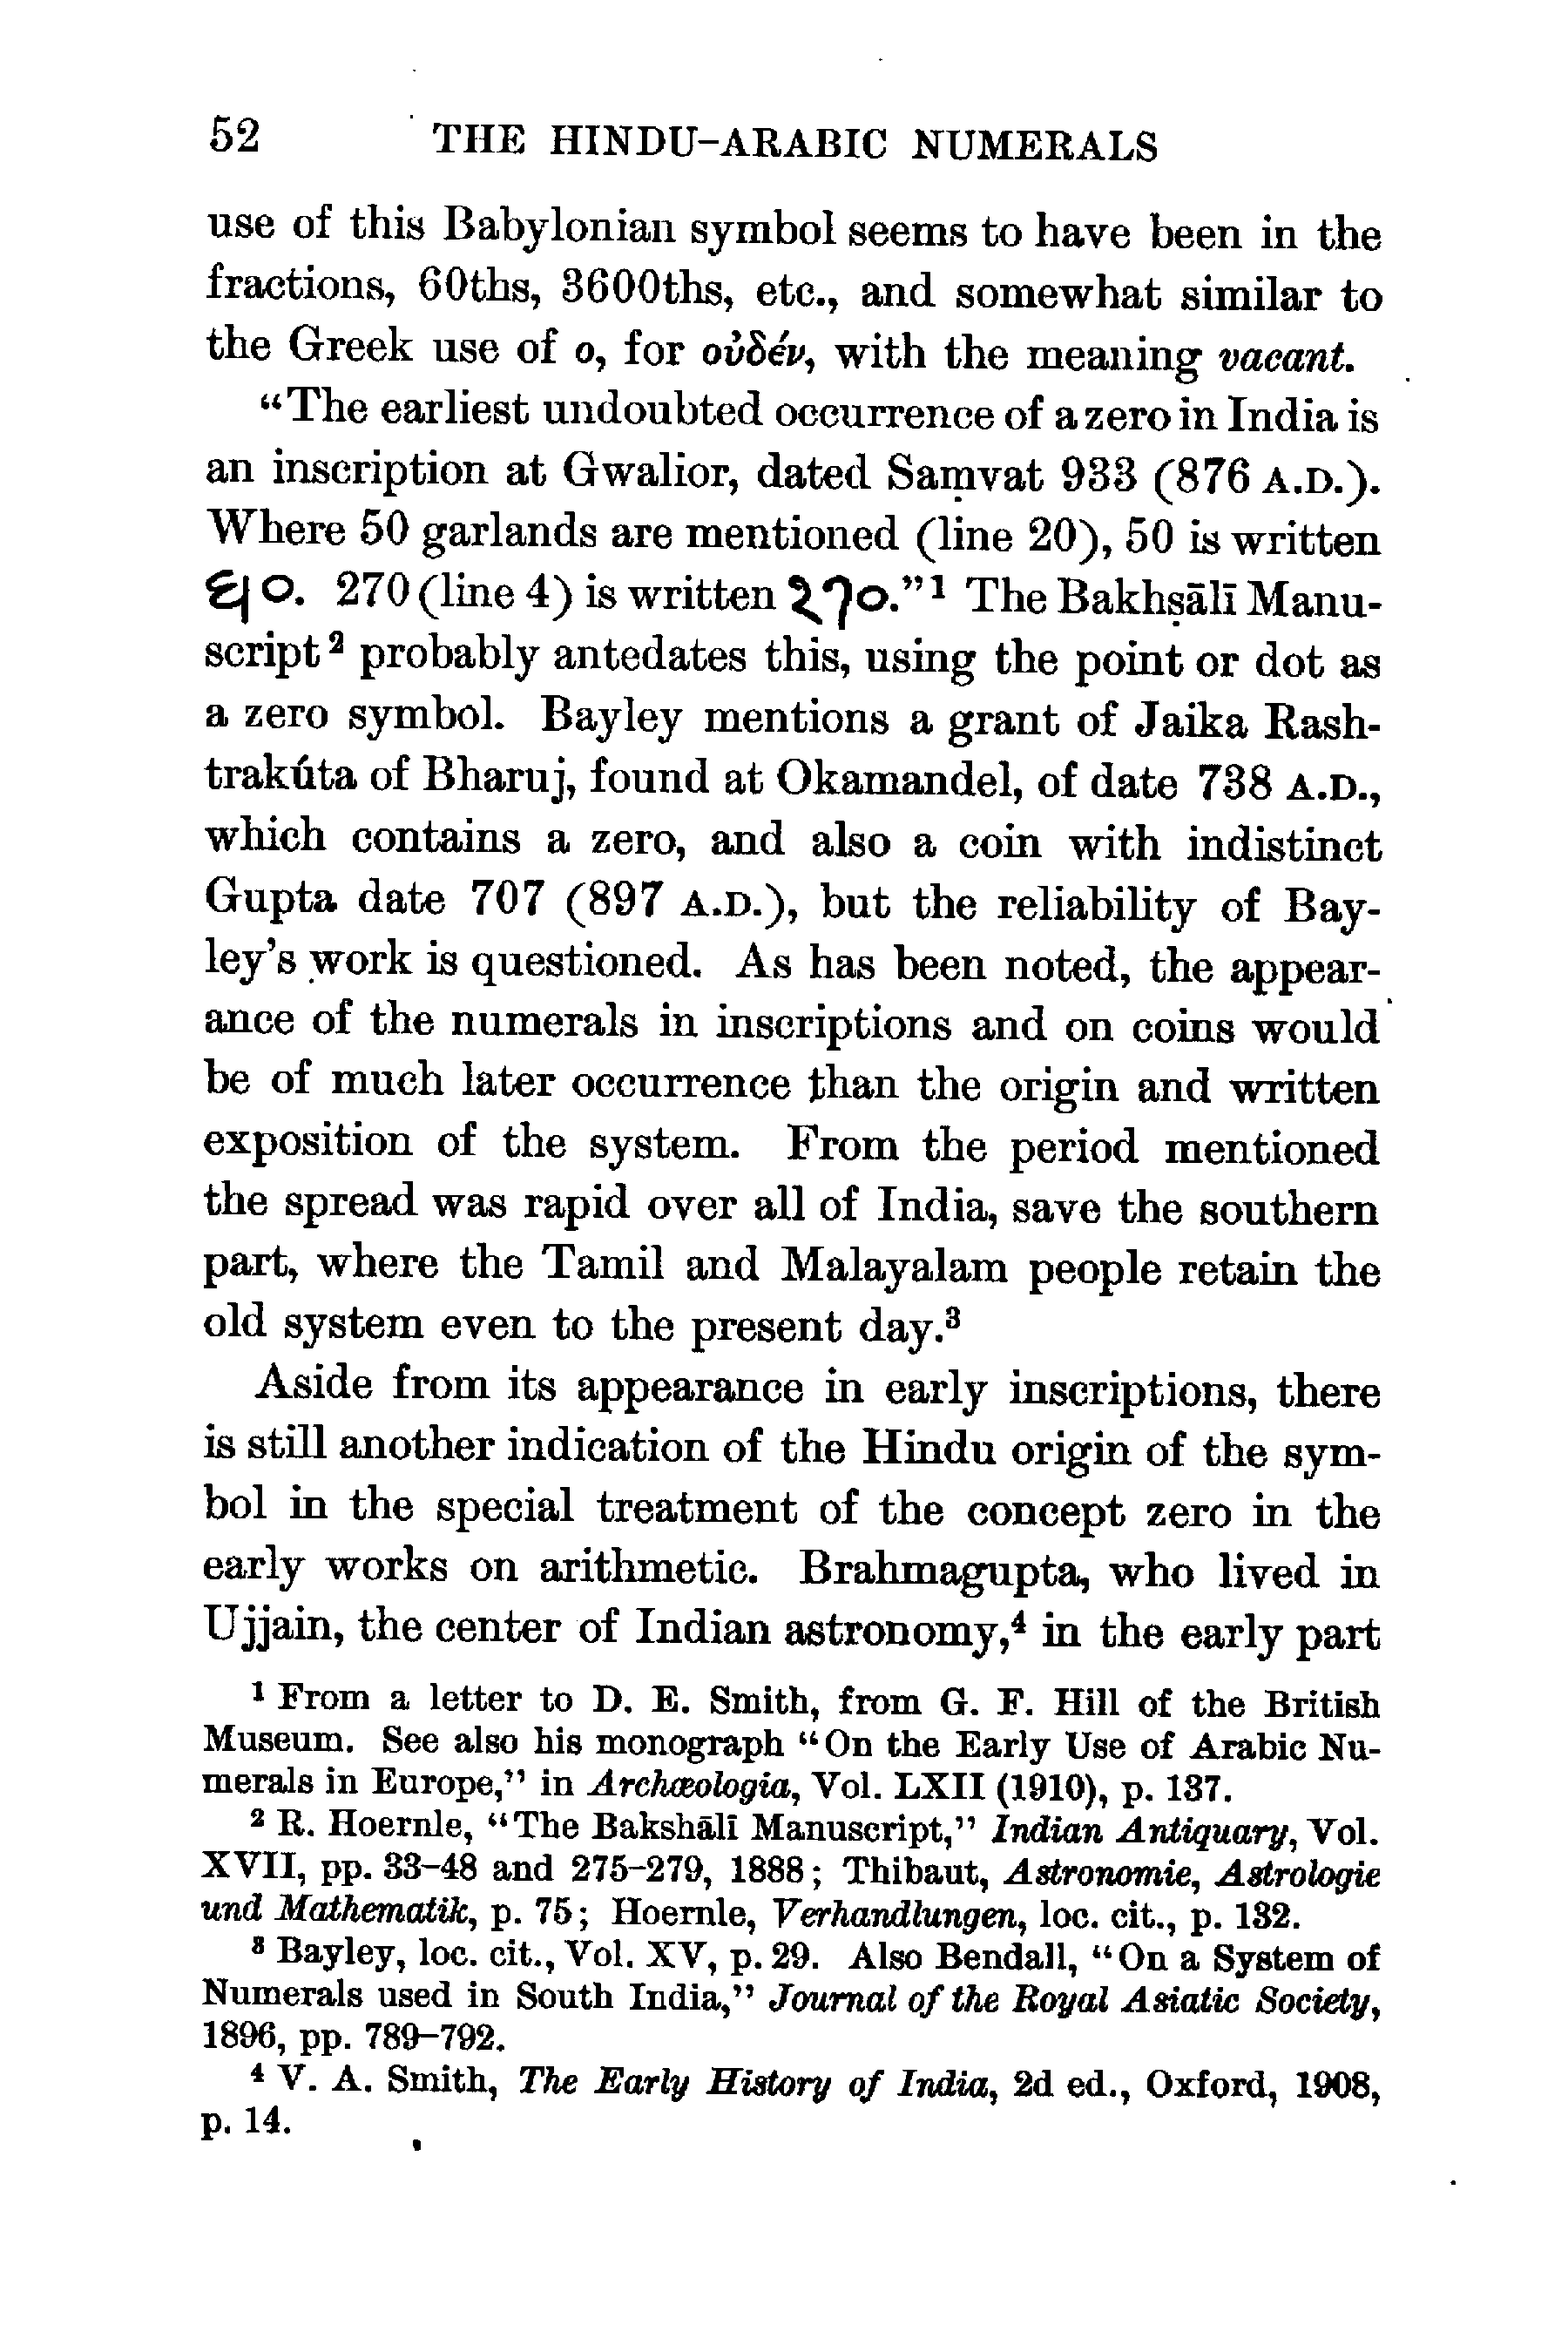 52 THE HINDU-ARABIC NUMERALS
use of this Babylonian symbol seems to have been in the
fractions, 60ths, 3600ths, etc., and somewhat similar to
the Greek use of o, for οὐδέν, with the meaning vacant.
“The earliest undoubted occurrence of a zero in India is
an inscription at Gwalior, dated Saṃvat 933 (876 A.D.).
Where 50 garlands are mentioned (line 20), 50 is written
270 (line 4) is written .”¹ The Bakhṣālī Manu-
script² probably antedates this, using the point or dot as
a zero symbol. Bayley mentions a grant of Jaika Rash-
trakúta of Bharuj, found at Okamandel, of date 738 A.D.,
which contains a zero, and also a coin with indistinct
Gupta date 707 (897 A.D.), but the reliability of Bay-
ley’s work is questioned. As has been noted, the appear-
ance of the numerals in inscriptions and on coins would
be of much later occurrence than the origin and written
exposition of the system. From the period mentioned
the spread was rapid over all of India, save the southern
part, where the Tamil and Malayalam people retain the
old system even to the present day.³
Aside from its appearance in early inscriptions, there
is still another indication of the Hindu origin of the sym-
bol in the special treatment of the concept zero in the
early works on arithmetic. Brahmagupta, who lived in
Ujjain, the center of Indian astronomy,⁴ in the early part
¹ From a letter to D. E. Smith, from G. F. Hill of the British
Museum. See also his monograph “On the Early Use of Arabic Nu-
merals in Europe,” in Archæologia, Vol. LXII (1910), p. 137.
² R. Hoernle, “The Bakshālī Manuscript,” Indian Antiquary, Vol.
XVII, pp. 33–48 and 275–279, 1888; Thibaut, Astronomie, Astrologie
und Mathematik, p. 75; Hoernle, Verhandlungen, loc. cit., p. 132.
³ Bayley, loc. cit., Vol. XV, p. 29. Also Bendall, “On a System of
Numerals used in South India,” Journal of the Royal Asiatic Society,
1896, pp. 789–792.
⁴ V. A. Smith, The Early History of India, 2d ed., Oxford, 1908,
p. 14.